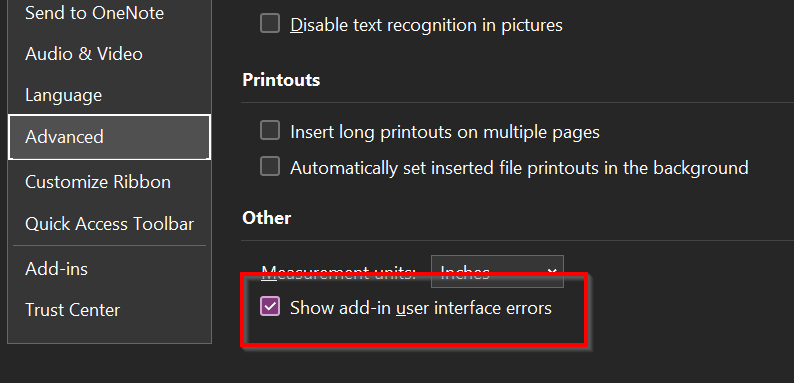 Send to OneNote
Audio & Video
Language
Advanced
Customize Ribbon
Quick Access Toolbar
Add-ins
Trust Center
Disable text recognition in pictures
Printouts
Insert long printouts on multiple pages
Automatically set inserted file printouts in the background
Other
Measurement units: Inches
Show add-in user interface errors